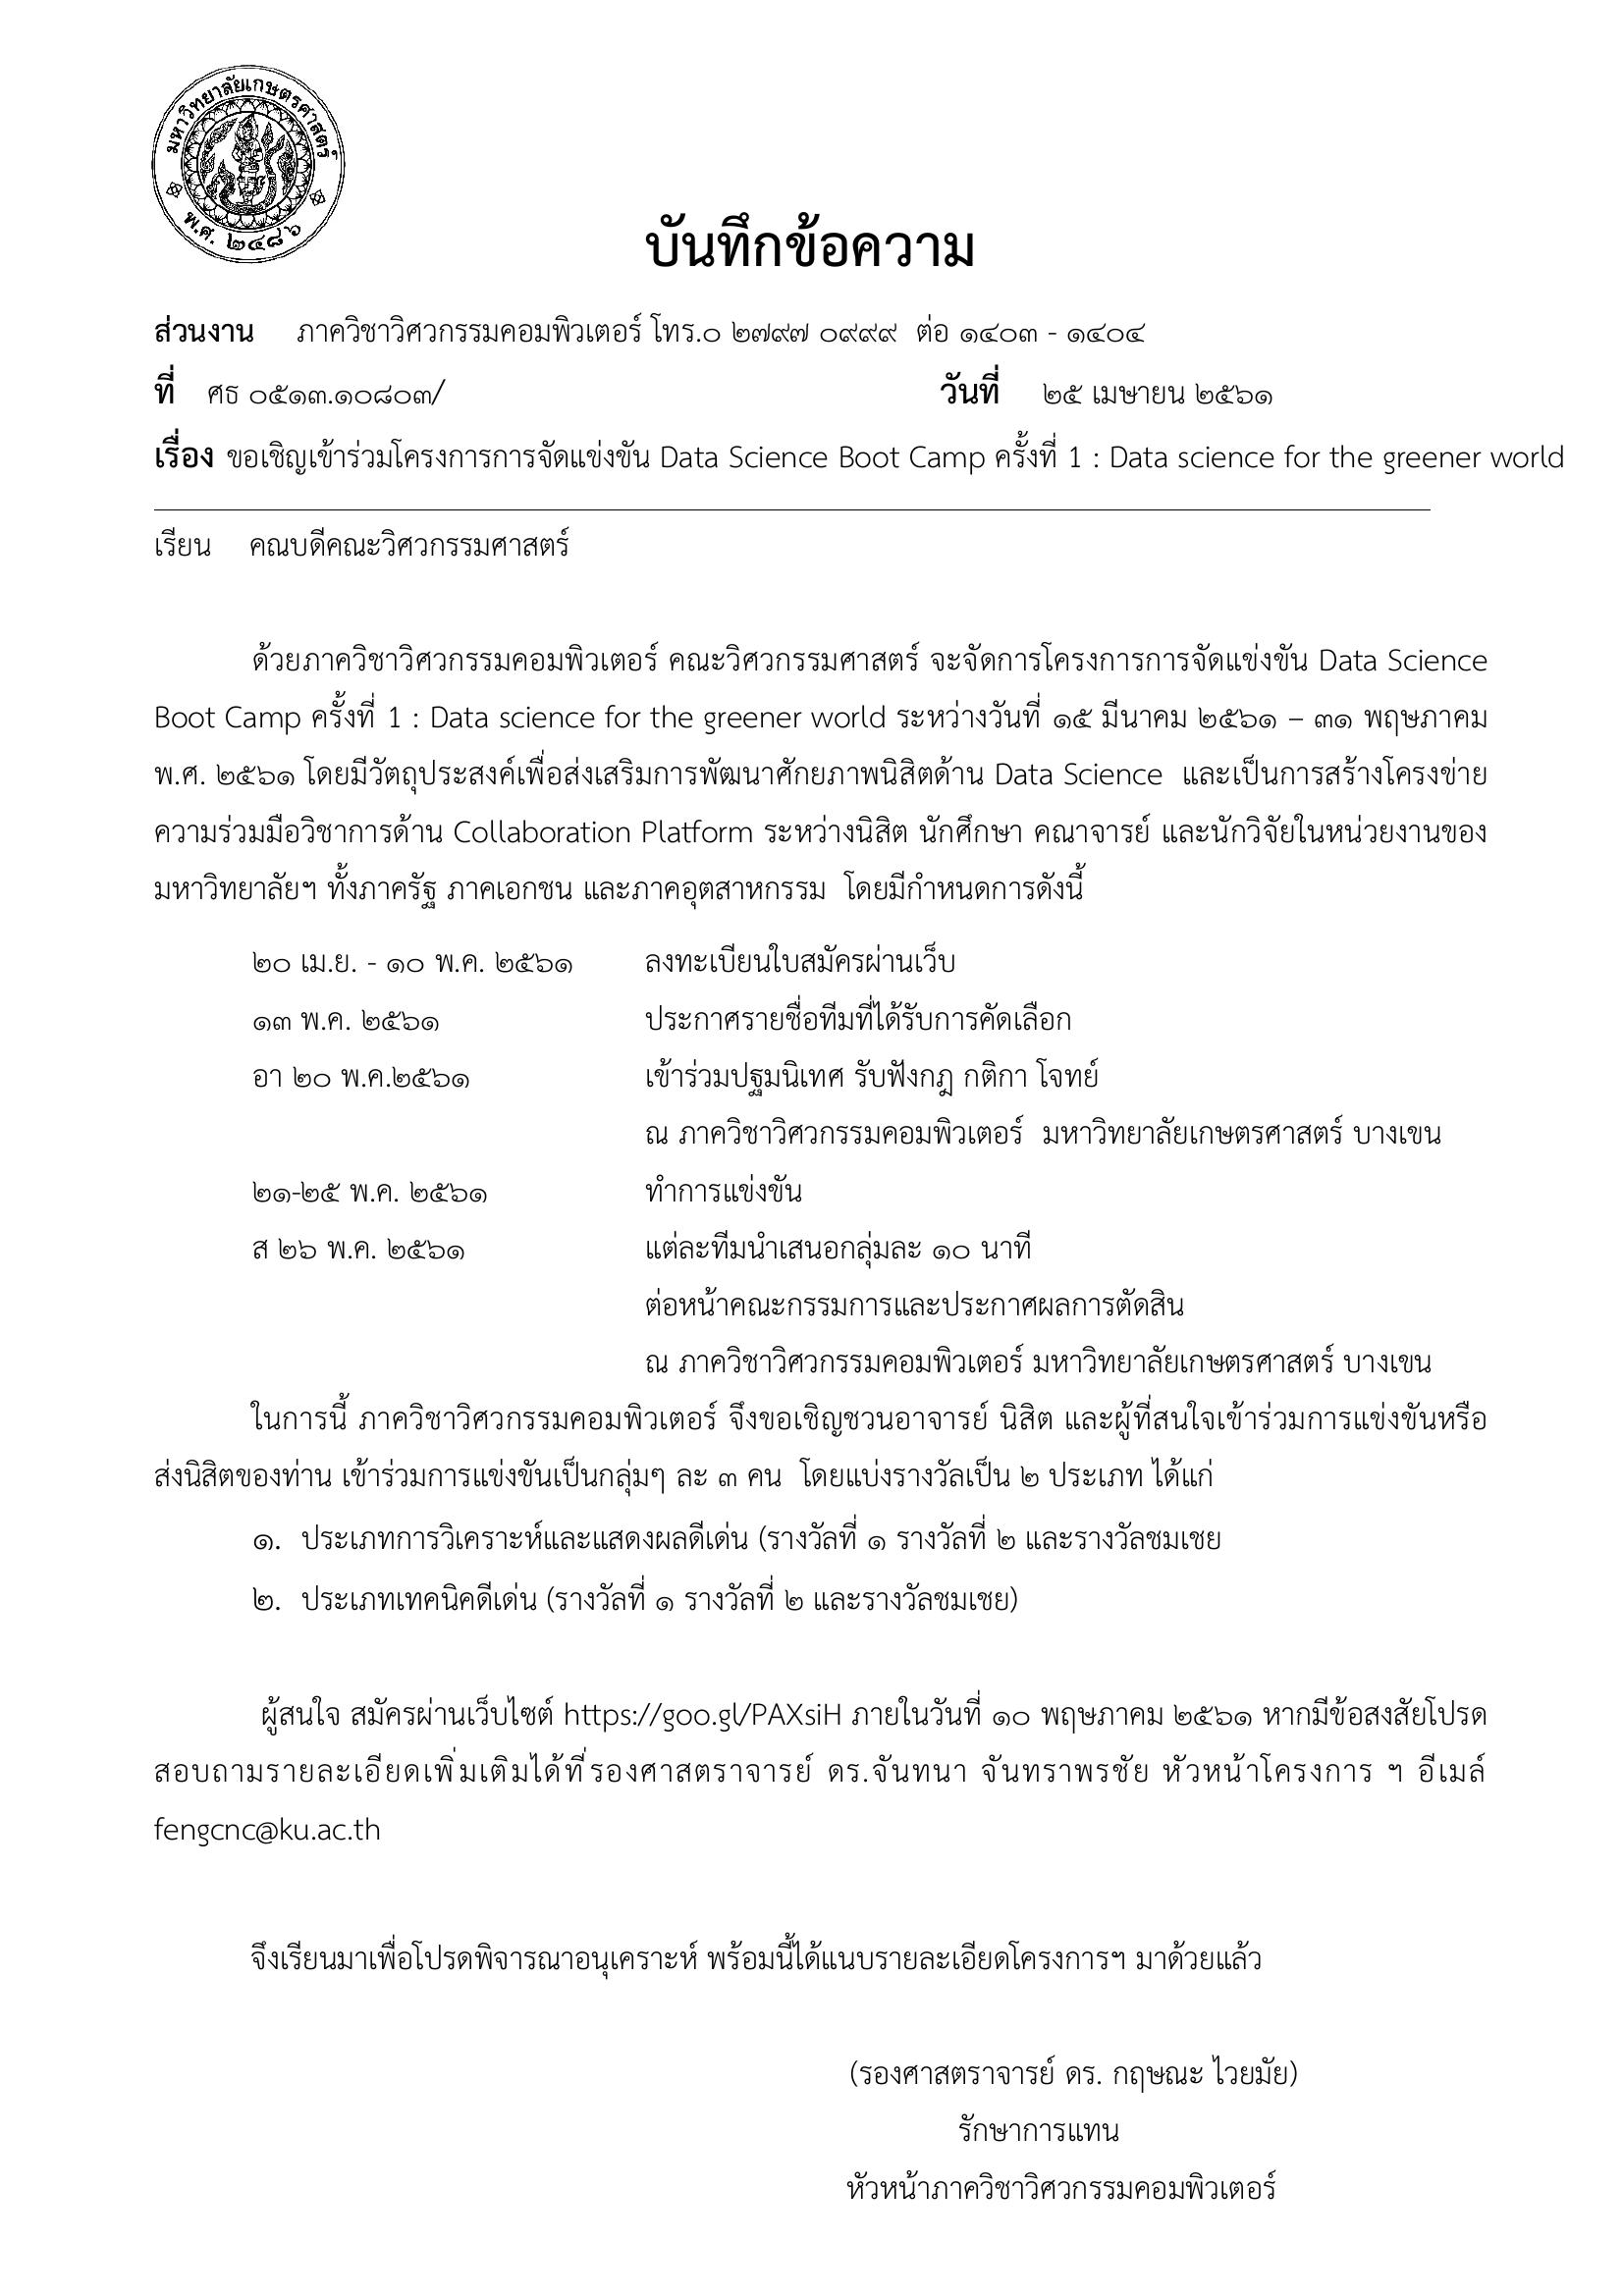 มหาวิทยาลัยเกษตรศาสตร์
พ.ศ. ๒๔๘๖
บันทึกข้อความ
ส่วนงาน ภาควิชาวิศวกรรมคอมพิวเตอร์ โทร.๐ ๒๗๙๗ ๐๙๙๙ ต่อ ๑๔๐๓ - ๑๔๐๔
ที่ ศธ ๐๕๑๓.๑๐๘๐๓/ วันที่ ๒๕ เมษายน ๒๕๖๑
เรื่อง ขอเชิญเข้าร่วมโครงการการจัดแข่งขัน Data Science Boot Camp ครั้งที่ 1 : Data science for the greener world
เรียน คณบดีคณะวิศวกรรมศาสตร์
ด้วยภาควิชาวิศวกรรมคอมพิวเตอร์ คณะวิศวกรรมศาสตร์ จะจัดการโครงการการจัดแข่งขัน Data Science
Boot Camp ครั้งที่ 1 : Data science for the greener world ระหว่างวันที่ ๑๕ มีนาคม ๒๕๖๑ – ๓๑ พฤษภาคม
พ.ศ. ๒๕๖๑ โดยมีวัตถุประสงค์เพื่อส่งเสริมการพัฒนาศักยภาพนิสิตด้าน Data Science และเป็นการสร้างโครงข่าย
ความร่วมมือวิชาการด้าน Collaboration Platform ระหว่างนิสิต นักศึกษา คณาจารย์ และนักวิจัยในหน่วยงานของ
มหาวิทยาลัยฯ ทั้งภาครัฐ ภาคเอกชน และภาคอุตสาหกรรม โดยมีกำหนดการดังนี้
๒๐ เม.ย. - ๑๐ พ.ค. ๒๕๖๑ ลงทะเบียนใบสมัครผ่านเว็บ
๑๓ พ.ค. ๒๕๖๑ ประกาศรายชื่อทีมที่ได้รับการคัดเลือก
อา ๒๐ พ.ค.๒๕๖๑ เข้าร่วมปฐมนิเทศ รับฟังกฎ กติกา โจทย์
ณ ภาควิชาวิศวกรรมคอมพิวเตอร์ มหาวิทยาลัยเกษตรศาสตร์ บางเขน
๒๑-๒๕ พ.ค. ๒๕๖๑ ทำการแข่งขัน
ส ๒๖ พ.ค. ๒๕๖๑ แต่ละทีมนำเสนอกลุ่มละ ๑๐ นาที
ต่อหน้าคณะกรรมการและประกาศผลการตัดสิน
ณ ภาควิชาวิศวกรรมคอมพิวเตอร์ มหาวิทยาลัยเกษตรศาสตร์ บางเขน
ในการนี้ ภาควิชาวิศวกรรมคอมพิวเตอร์ จึงขอเชิญชวนอาจารย์ นิสิต และผู้ที่สนใจเข้าร่วมการแข่งขันหรือ
ส่งนิสิตของท่าน เข้าร่วมการแข่งขันเป็นกลุ่มๆ ละ ๓ คน โดยแบ่งรางวัลเป็น ๒ ประเภท ได้แก่
๑. ประเภทการวิเคราะห์และแสดงผลดีเด่น (รางวัลที่ ๑ รางวัลที่ ๒ และรางวัลชมเชย
๒. ประเภทเทคนิคดีเด่น (รางวัลที่ ๑ รางวัลที่ ๒ และรางวัลชมเชย)
ผู้สนใจ สมัครผ่านเว็บไซต์ https://goo.gl/PAXsiH ภายในวันที่ ๑๐ พฤษภาคม ๒๕๖๑ หากมีข้อสงสัยโปรด
สอบถามรายละเอียดเพิ่มเติมได้ที่รองศาสตราจารย์ ดร.จันทนา จันทราพรชัย หัวหน้าโครงการ ฯ อีเมล์
fengcnc@ku.ac.th
จึงเรียนมาเพื่อโปรดพิจารณาอนุเคราะห์ พร้อมนี้ได้แนบรายละเอียดโครงการฯ มาด้วยแล้ว
(รองศาสตราจารย์ ดร. กฤษณะ ไวยมัย)
รักษาการแทน
หัวหน้าภาควิชาวิศวกรรมคอมพิวเตอร์